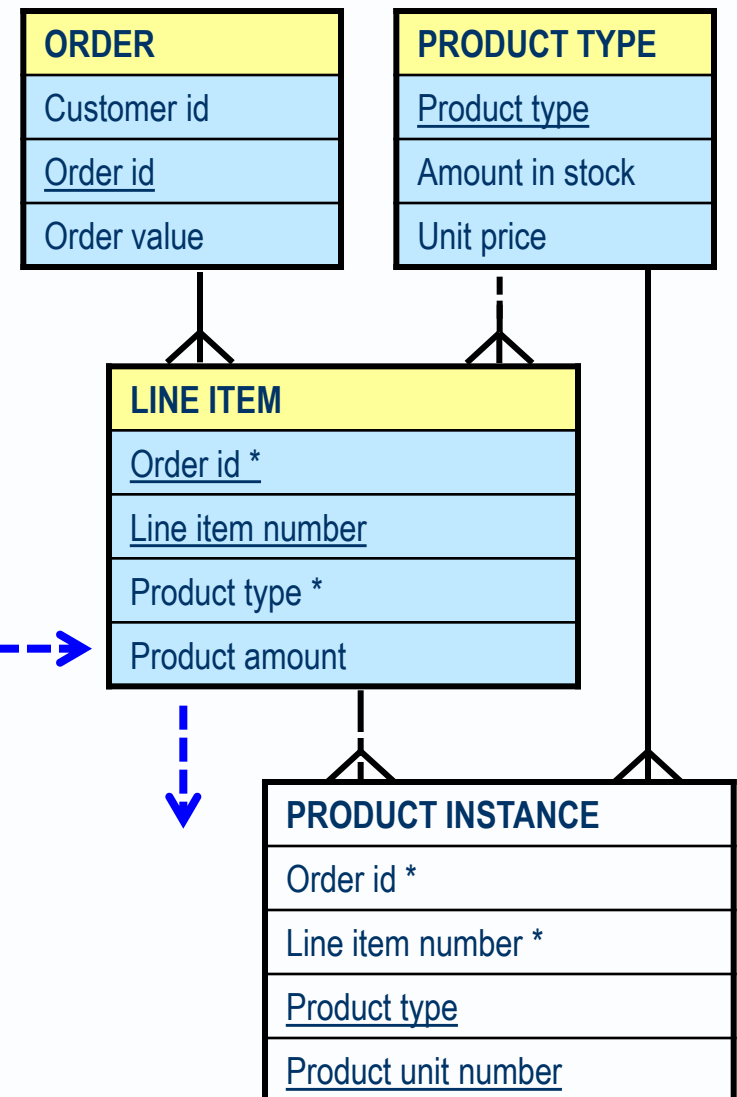 ORDER
Customer id
Order id
Order value
PRODUCT TYPE
Product type
Amount in stock
Unit price
LINE ITEM
Order id *
Line item number
Product type *
Product amount
PRODUCT INSTANCE
Order id *
Line item number *
Product type
Product unit number